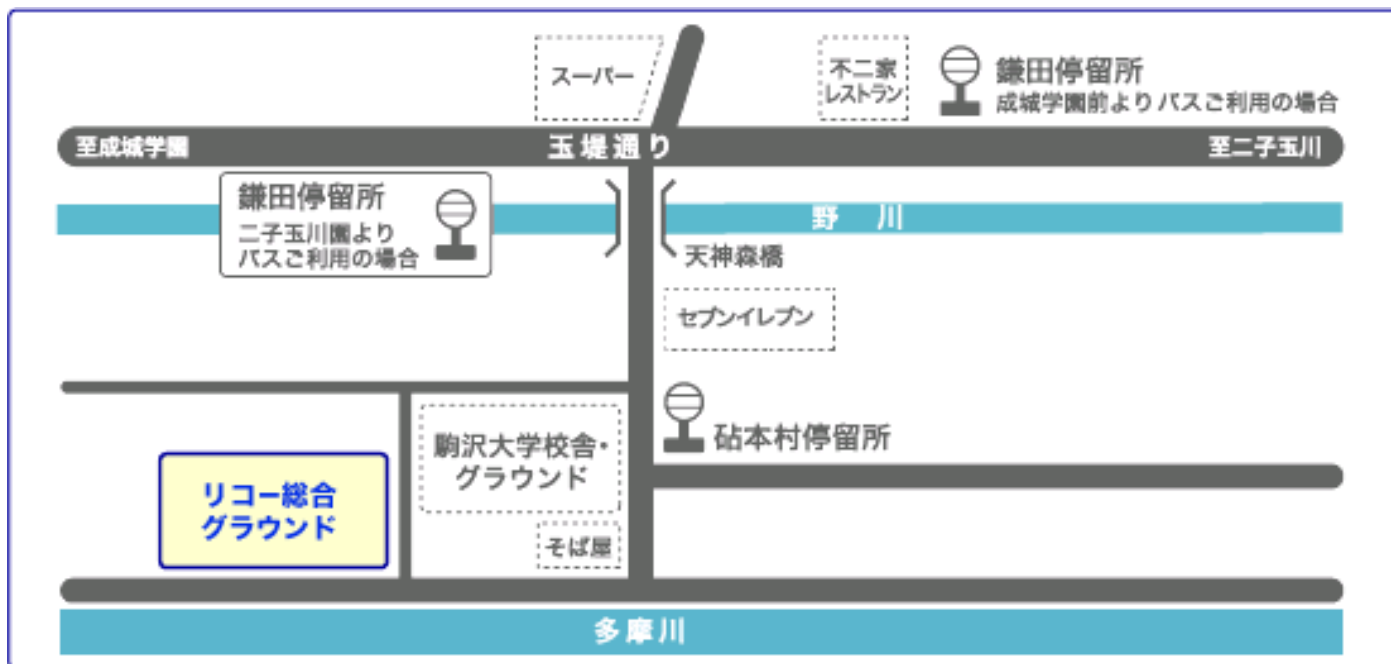 スーパー
不二家
レストラン
鎌田停留所
成城学園前よりバスご利用の場合
至成城学園
玉堤通り
至二子玉川
鎌田停留所
二子玉川園より
バスご利用の場合
野川
天神森橋
セブンイレブン
駒沢大学校舎・
グラウンド
砧本村停留所
リコー総合
グラウンド
そば屋
多摩川